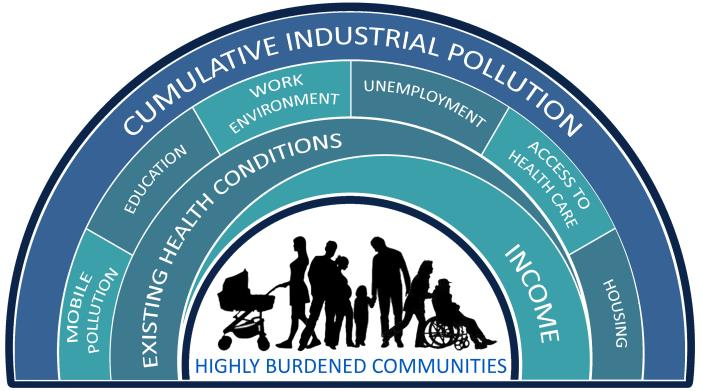 CUMULATIVE INDUSTRIAL POLLUTION
MOBILE
POLLUTION
EDUCATION
WORK
ENVIRONMENT
UNEMPLOYMENT
ACCESS TO
HEALTH CARE
HOUSING
EXISTING HEALTH CONDITIONS
INCOME
HIGHLY BURDENED COMMUNITIES